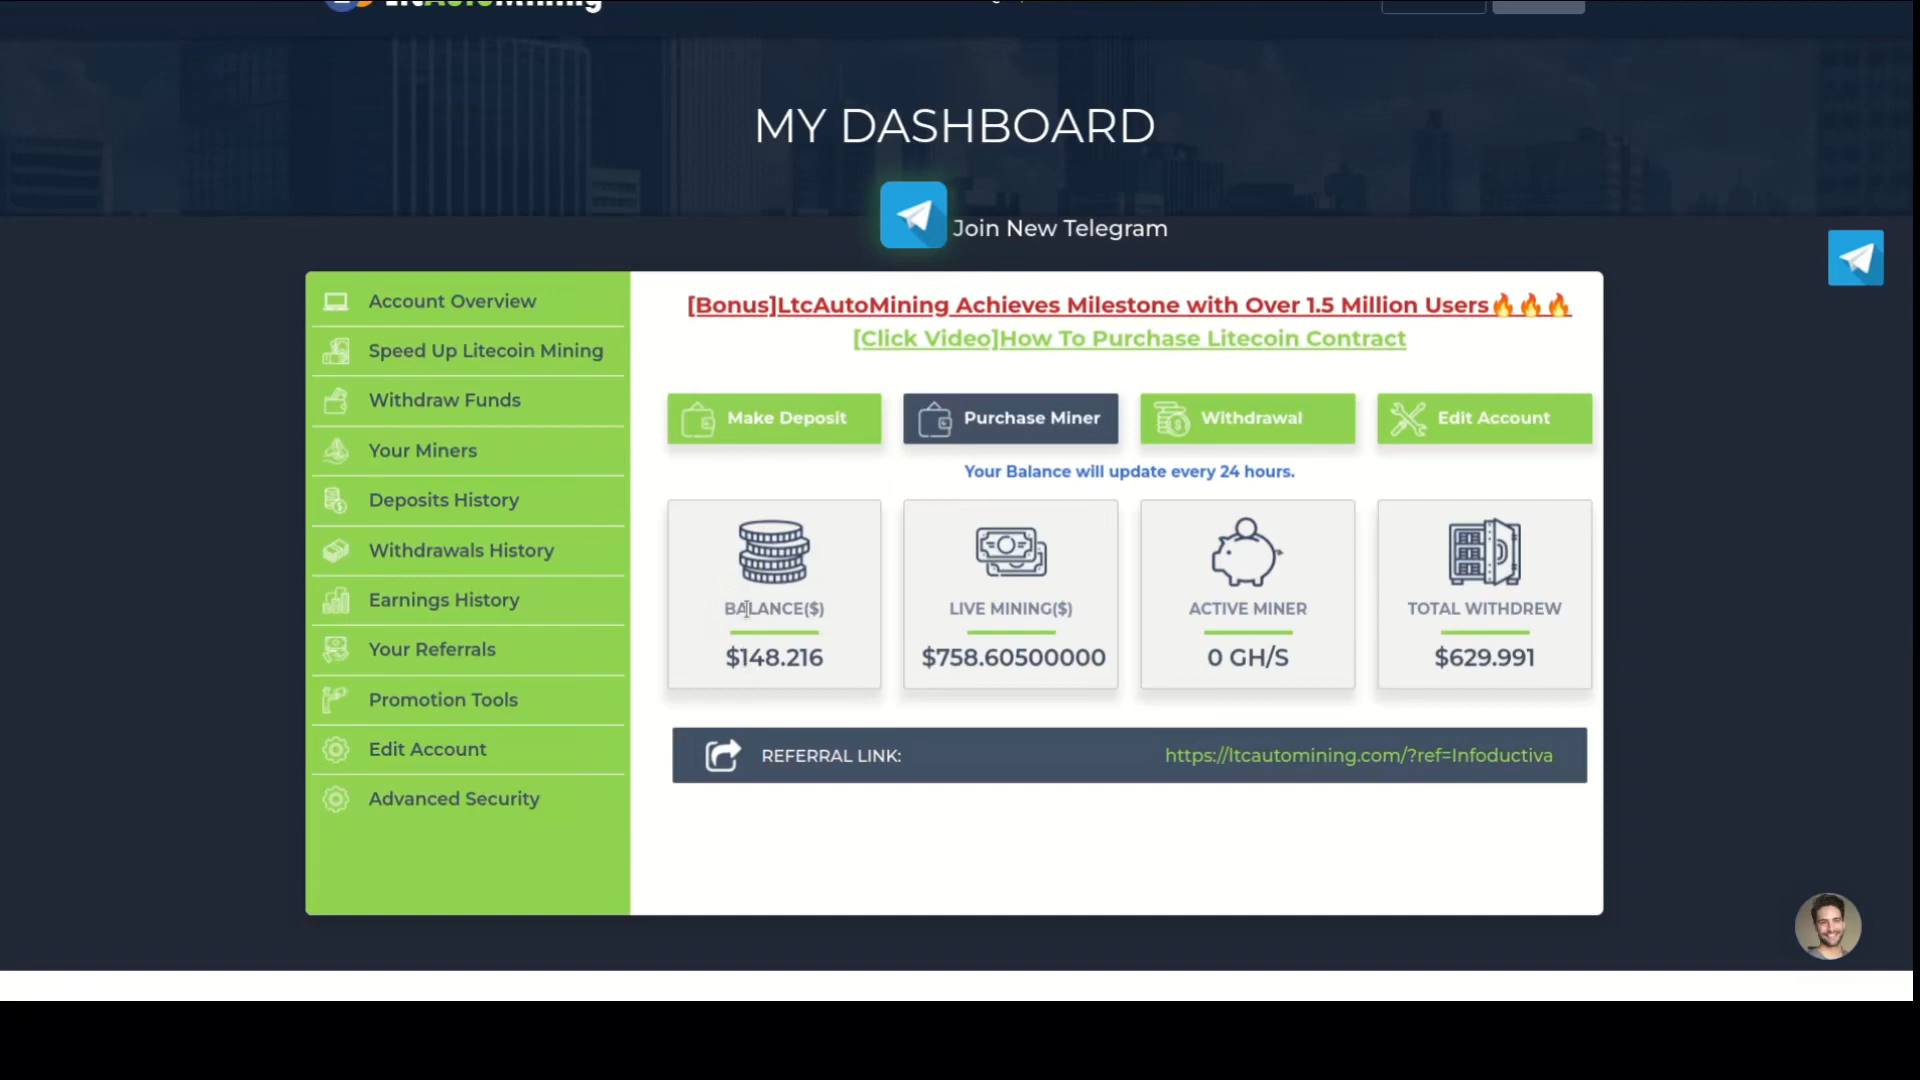 LtcAutoMining
MY DASHBOARD
Join New Telegram
Account Overview
Speed Up Litecoin Mining
Withdraw Funds
Your Miners
Deposits History
Withdrawals History
Earnings History
Your Referrals
Promotion Tools
Edit Account
Advanced Security
[Bonus]LtcAutoMining Achieves Milestone with Over 1.5 Million Users🔥🔥🔥
[Click Video]How To Purchase Litecoin Contract
Make Deposit
Purchase Miner
Withdrawal
Edit Account
Your Balance will update every 24 hours.
BALANCE($)
$148.216
LIVE MINING($)
$758.60500000
ACTIVE MINER
0 GH/S
TOTAL WITHDREW
$629.991
REFERRAL LINK:
https://ltcautomining.com/?ref=Infoductiva